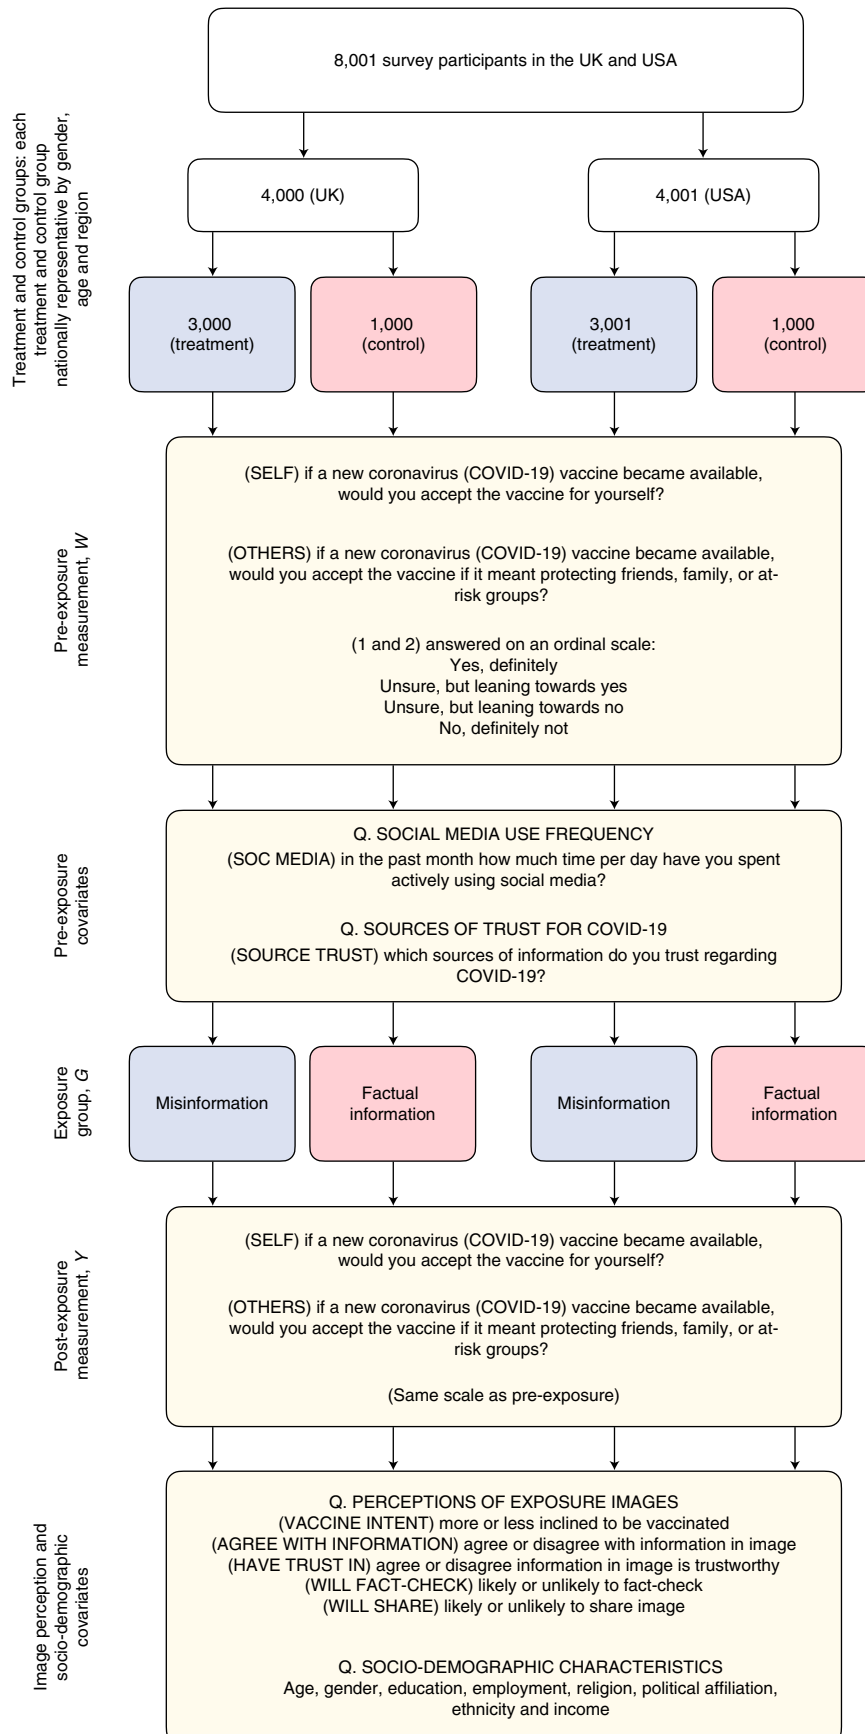 8,001 survey participants in the UK and USA
Treatment and control groups: each
treatment and control group
nationally representative by gender,
age and region
4,000 (UK)
4,001 (USA)
3,000
(treatment)
1,000
(control)
3,001
(treatment)
1,000
(control)
Pre-exposure
measurement, W
(SELF) if a new coronavirus (COVID-19) vaccine became available,
would you accept the vaccine for yourself?
(OTHERS) if a new coronavirus (COVID-19) vaccine became available,
would you accept the vaccine if it meant protecting friends, family, or at-
risk groups?
(1 and 2) answered on an ordinal scale:
Yes, definitely
Unsure, but leaning towards yes
Unsure, but leaning towards no
No, definitely not
Pre-exposure
covariates
Q. SOCIAL MEDIA USE FREQUENCY
(SOC MEDIA) in the past month how much time per day have you spent
actively using social media?
Q. SOURCES OF TRUST FOR COVID-19
(SOURCE TRUST) which sources of information do you trust regarding
COVID-19?
Exposure
group, G
Misinformation
Factual
information
Misinformation
Factual
information
Post-exposure
measurement, Y
(SELF) if a new coronavirus (COVID-19) vaccine became available,
would you accept the vaccine for yourself?
(OTHERS) if a new coronavirus (COVID-19) vaccine became available,
would you accept the vaccine if it meant protecting friends, family, or at-
risk groups?
(Same scale as pre-exposure)
Image perception and
socio-demographic
covariates
Q. PERCEPTIONS OF EXPOSURE IMAGES
(VACCINE INTENT) more or less inclined to be vaccinated
(AGREE WITH INFORMATION) agree or disagree with information in image
(HAVE TRUST IN) agree or disagree information in image is trustworthy
(WILL FACT-CHECK) likely or unlikely to fact-check
(WILL SHARE) likely or unlikely to share image
Q. SOCIO-DEMOGRAPHIC CHARACTERISTICS
Age, gender, education, employment, religion, political affiliation,
ethnicity and income